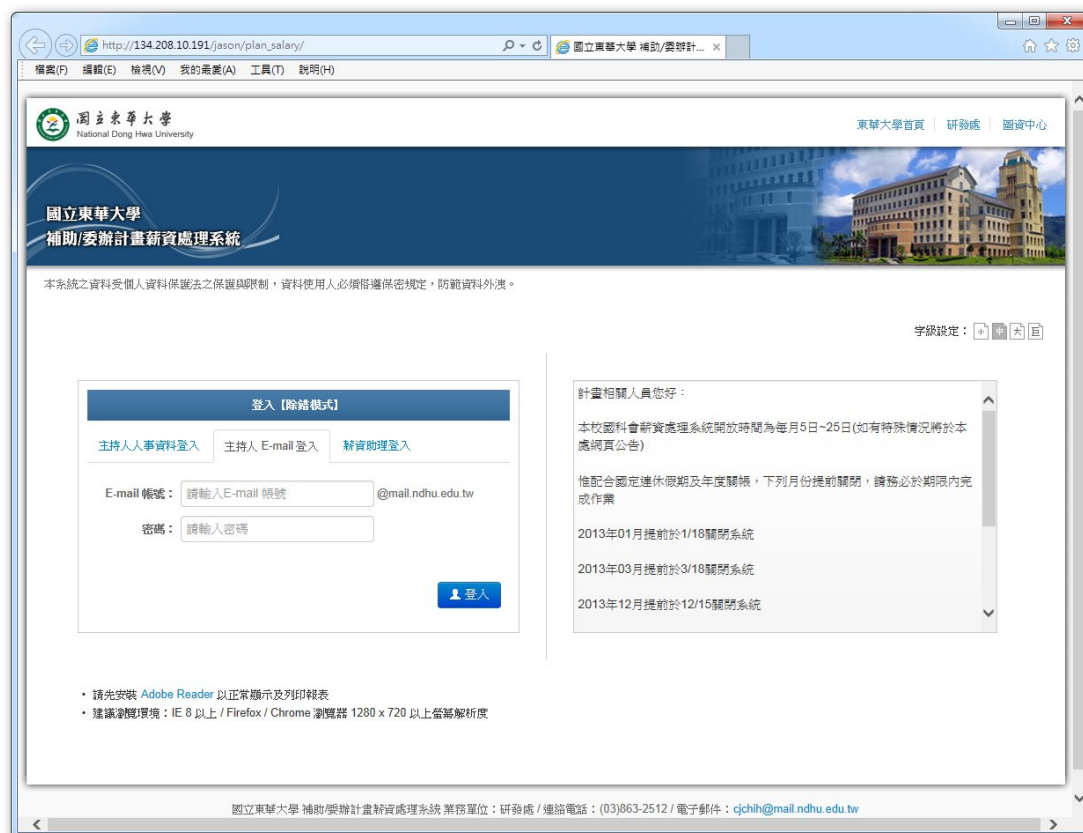 http://134.208.10.191/jason/plan_salary/
國立東華大學 補助/委辦計...
檔案(F) 編輯(E) 檢視(V) 我的最愛(A) 工具(T) 說明(H)
國立東華大學
National Dong Hwa University
東華大學首頁 研發處 圖資中心
國立東華大學
補助/委辦計畫薪資處理系統
本系統之資料受個人資料保護法之保護與限制，資料使用人必須恪遵保密規定，防範資料外洩。
字級設定： 小 中 大 巨
登入【除錯模式】
主持人人事資料登入 主持人 E-mail 登入 薪資助理登入
E-mail 帳號： 請輸入E-mail 帳號 @mail.ndhu.edu.tw
密碼： 請輸入密碼
登入
計畫相關人員您好：
本校國科會薪資處理系統開放時間為每月5日~25日(如有特殊情況將於本
處網頁公告)
惟配合國定連休假期及年度關帳，下列月份提前關閉，請務必於期限內完
成作業
2013年01月提前於1/18關閉系統
2013年03月提前於3/18關閉系統
2013年12月提前於12/15關閉系統
• 請先安裝 Adobe Reader 以正常顯示及列印報表
• 建議瀏覽環境：IE 8 以上 / Firefox / Chrome 瀏覽器 1280 x 720 以上螢幕解析度
國立東華大學 補助/委辦計畫薪資處理系統 業務單位：研發處 / 連絡電話：(03)863-2512 / 電子郵件：cjchih@mail.ndhu.edu.tw